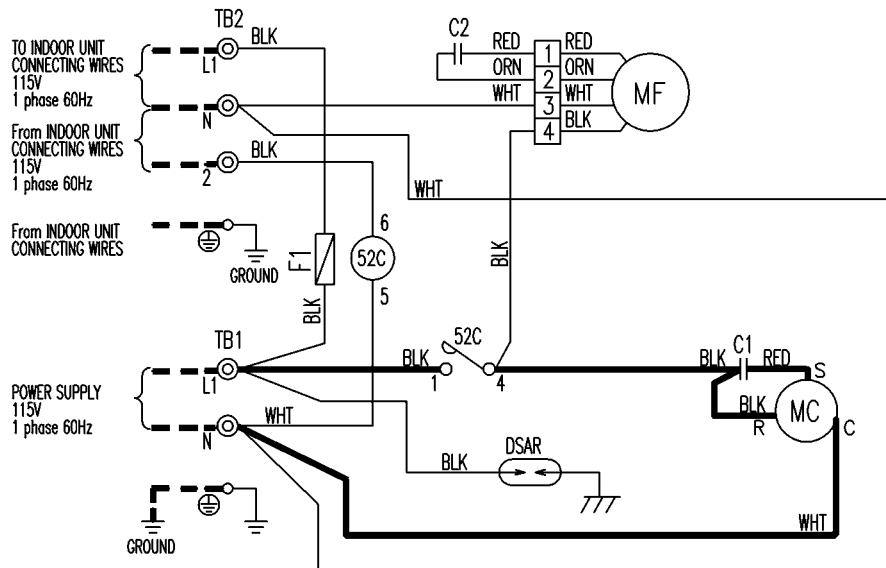 TB2
BLK
TO INDOOR UNIT
CONNECTING WIRES
115V
1 phase 60Hz
L1
N
From INDOOR UNIT
CONNECTING WIRES
115V
1 phase 60Hz
BLK
2
From INDOOR UNIT
CONNECTING WIRES
GROUND
F1
BLK
6
52C
5
C2
RED
ORN
WHT
1
2
3
4
RED
ORN
WHT
BLK
MF
WHT
BLK
TB1
L1
POWER SUPPLY
115V
1 phase 60Hz
N
WHT
GROUND
BLK
1
52C
4
BLK
DSAR
BLK
C1
RED
S
BLK
R
MC
C
WHT